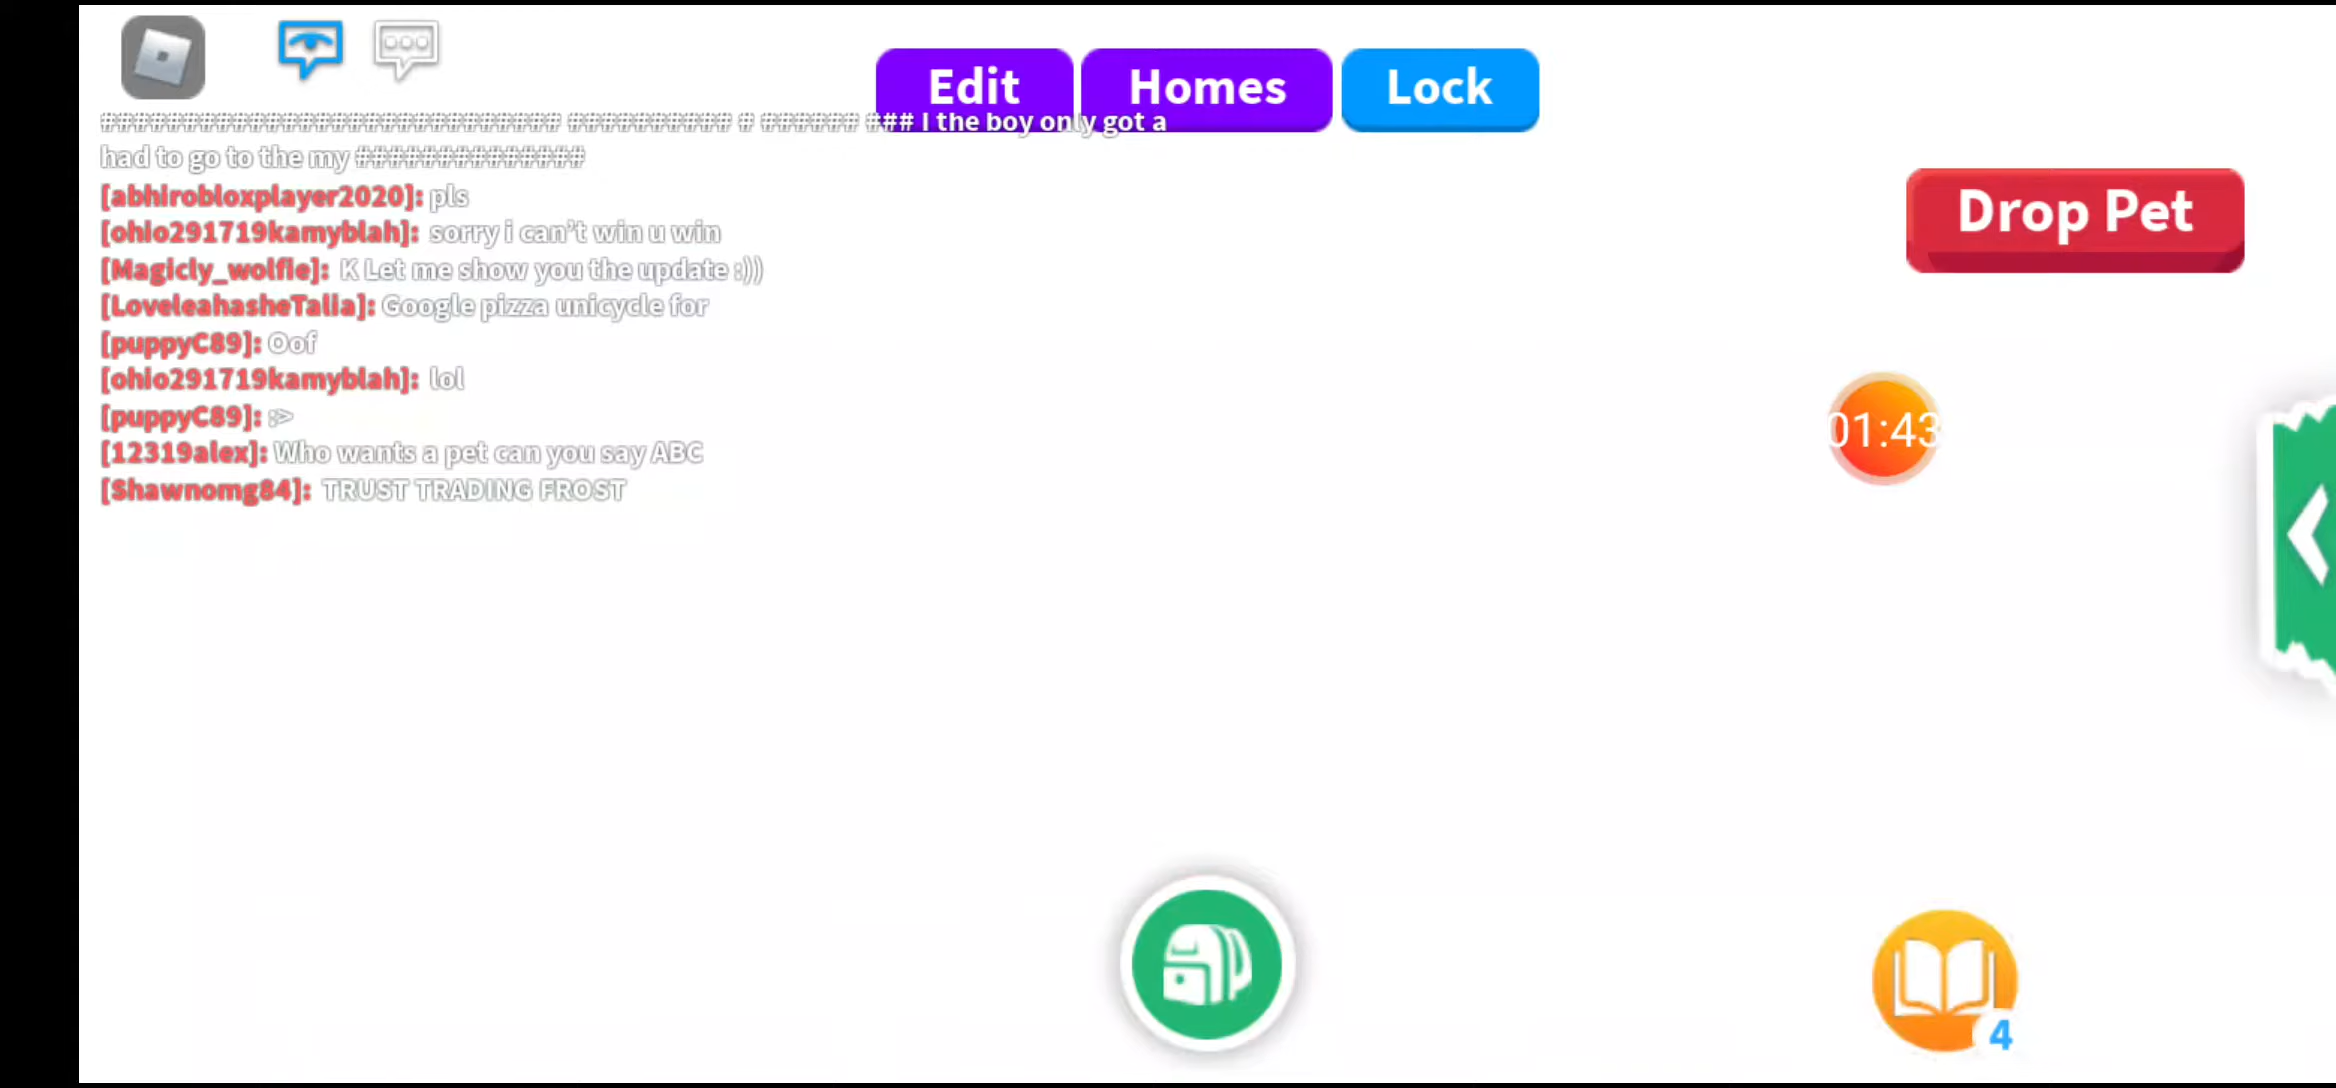 Edit Homes Lock
############################ ########## # ###### ### I the boy only got a
had to go to the my ##############
Drop Pet
[abhirobloxplayer2020]: pls
[ohio291719kamyblah]: sorry i can't win u win
[Magicly_wolfie]: K Let me show you the update :)))
[LoveleahasheTalia]: Google pizza unicycle for
[puppyC89]: Oof
[ohio291719kamyblah]: lol
[puppyC89]: :>
01:43
[12319alex]: Who wants a pet can you say ABC
[Shawnomg84]: TRUST TRADING FROST
4